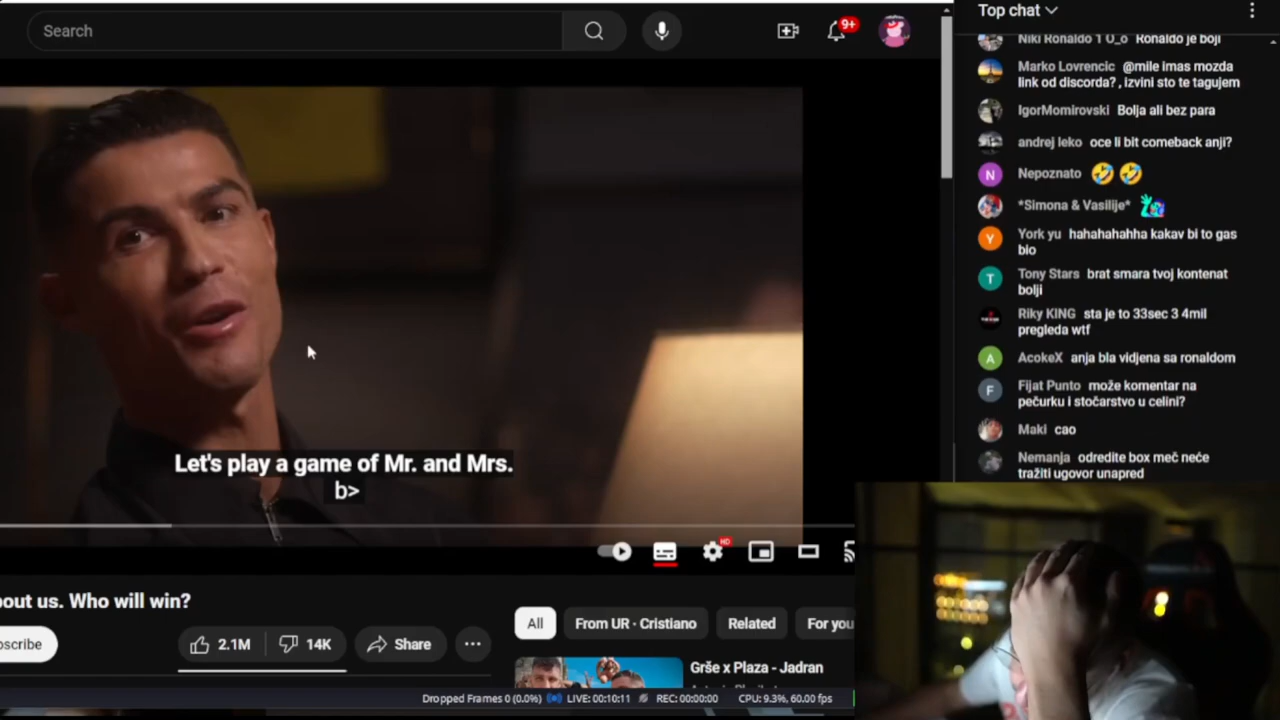 Search
9+
Top chat
Niki Ronaldo 1 O_o Ronaldo je bolji
Marko Lovrencic @mile imas mozda
link od discorda? , izvini sto te tagujem
IgorMomirovski Bolja ali bez para
andrej leko oce li bit comeback anji?
N
Nepoznato
*Simona & Vasilije*
Y
York yu hahahahahha kakav bi to gas
bio
T
Tony Stars brat smara tvoj kontenat
bolji
Riky KING sta je to 33sec 3 4mil
pregleda wtf
A
AcokeX anja bla vidjena sa ronaldom
F
Fijat Punto može komentar na
pečurku i stočarstvo u celini?
Maki cao
Nemanja odredite box meč neće
tražiti ugovor unapred
Let's play a game of Mr. and Mrs.
b>
HD
bout us. Who will win?
bscribe
2.1M
14K
Share
All
From UR · Cristiano
Related
For you
Grše x Plaza - Jadran
Dropped Frames 0 (0.0%) LIVE: 00:10:11 REC: 00:00:00 CPU: 9.3%, 60.00 fps